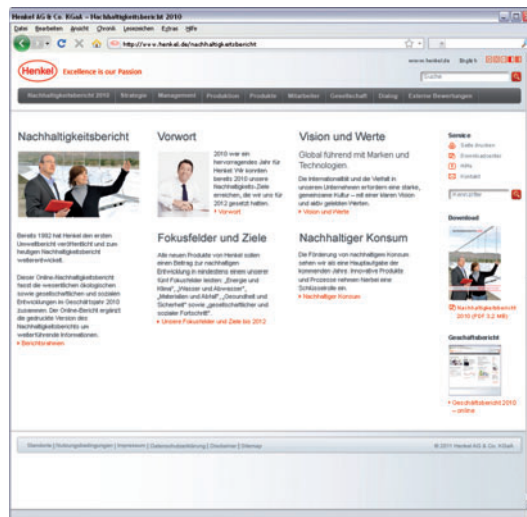 Henkel AG & Co. KGaA – Nachhaltigkeitsbericht 2010
Datei Bearbeiten Ansicht Chronik Lesezeichen Extras Hilfe
http://www.henkel.de/nachhaltigkeitsbericht
www.henkel.de English
Henkel Excellence is our Passion
Suche
Nachhaltigkeitsbericht 2010 Strategie Management Produktion Produkte Mitarbeiter Gesellschaft Dialog Externe Bewertungen
Nachhaltigkeitsbericht
Bereits 1992 hat Henkel den ersten
Umweltbericht veröffentlicht und zum
heutigen Nachhaltigkeitsbericht
weiterentwickelt.
Dieser Online-Nachhaltigkeitsbericht
fasst die wesentlichen ökologischen
sowie gesellschaftlichen und sozialen
Entwicklungen im Geschäftsjahr 2010
zusammen. Der Online-Bericht ergänzt
die gedruckte Version des
Nachhaltigkeitsberichts um
weiterführende Informationen.
Berichtsrahmen
Vorwort
2010 war ein
hervorragendes Jahr für
Henkel: Wir konnten
bereits 2010 unsere
Nachhaltigkeits-Ziele
erreichen, die wir uns für
2012 gesetzt hatten.
Vorwort
Fokusfelder und Ziele
Alle neuen Produkte von Henkel sollen
einen Beitrag zur nachhaltigen
Entwicklung in mindestens einem unserer
fünf Fokusfelder leisten: „Energie und
Klima", „Wasser und Abwasser",
„Materialien und Abfall", „Gesundheit und
Sicherheit" sowie „gesellschaftlicher und
sozialer Fortschritt".
Unsere Fokusfelder und Ziele bis 2012
Vision und Werte
Global führend mit Marken und
Technologien.
Die Internationalität und die Vielfalt in
unserem Unternehmen erfordern eine starke,
gemeinsame Kultur – mit einer klaren Vision
und aktiv gelebten Werten.
Vision und Werte
Nachhaltiger Konsum
Die Förderung von nachhaltigem Konsum
sehen wir als eine Hauptaufgabe der
kommenden Jahre. Innovative Produkte
und Prozesse nehmen hierbei eine
Schlüsselrolle ein.
Nachhaltiger Konsum
Service
Seite drucken
Downloadcenter
Hilfe
Kontakt
Kennziffer
Download
Nachhaltigkeitsbericht
2010 (PDF 3,2 MB)
Geschäftsbericht
Geschäftsbericht 2010
– online
Standorte | Nutzungsbedingungen | Impressum | Datenschutzerklärung | Disclaimer | Sitemap
© 2011 Henkel AG & Co. KGaA